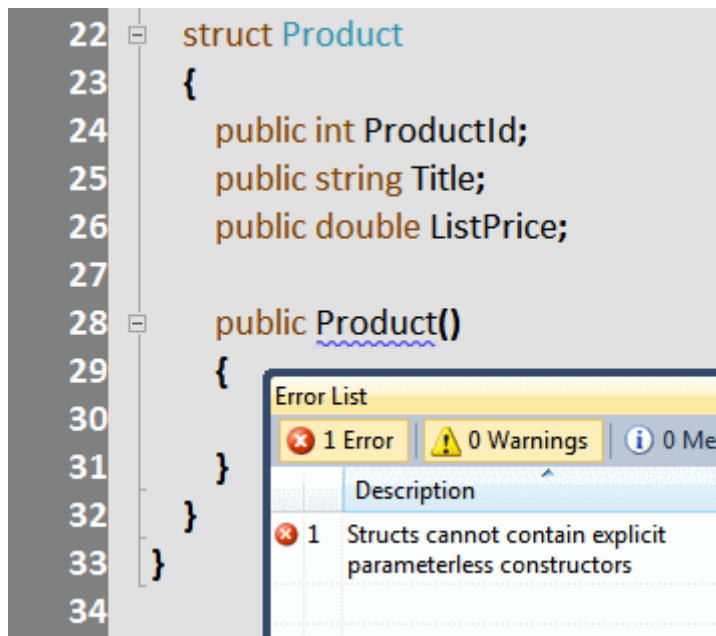 22 struct Product
23 {
24 public int ProductId;
25 public string Title;
26 public double ListPrice;
27
28 public Product()
29 {
Error List
30
1 Error 0 Warnings 0 Me
31 }
Description
32 }
1 Structs cannot contain explicit
33 }
parameterless constructors
34